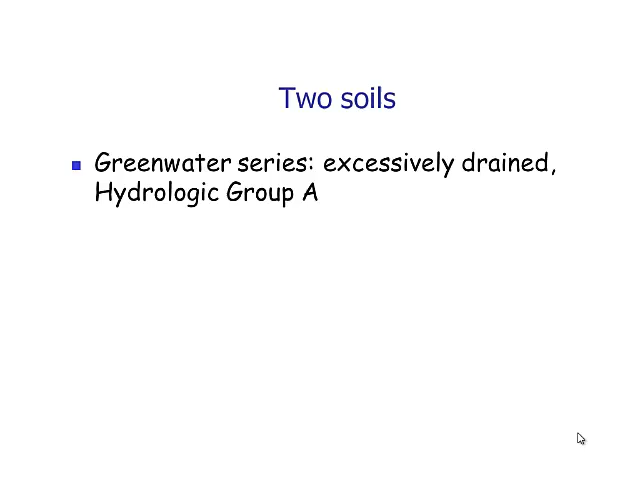 Two soils
Greenwater series: excessively drained,
Hydrologic Group A